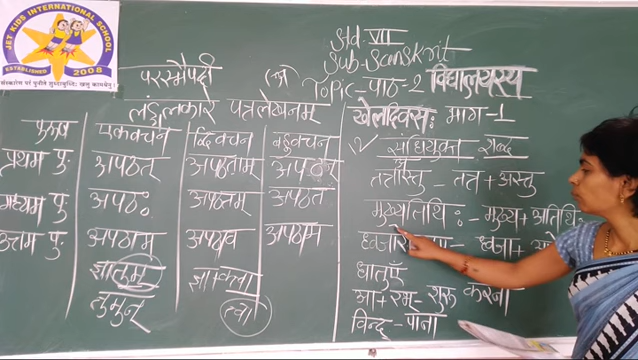 JET KIDS INTERNATIONAL SCHOOL
ESTABLISHED 2008
Std - VII
Sub - Sanskrit
Topic - पाठ - 2 विद्यालयस्य
खेलदिवस: भाग - 1
परस्मैपदी
लङ्लकार पत्रलेखनम्
पुरुष एकवचन द्विवचन बहुवचन
प्रथम पु: अपठत् अपठताम् अपठन्
मध्यम पु: अपठ: अपठतम् अपठत
उत्तम पु: अपठाम् अपठाव अपठाम
ज्ञातुम्
तुमुन्
क्त्वा
शब्द
तत्रास्तु - तत्र + अस्तु
मुख्यातिथि: - मुख्य + अतिथि:
ध्वजा +
धातुएँ
आ + रभ - शुरू करना
विन्द् - पाना